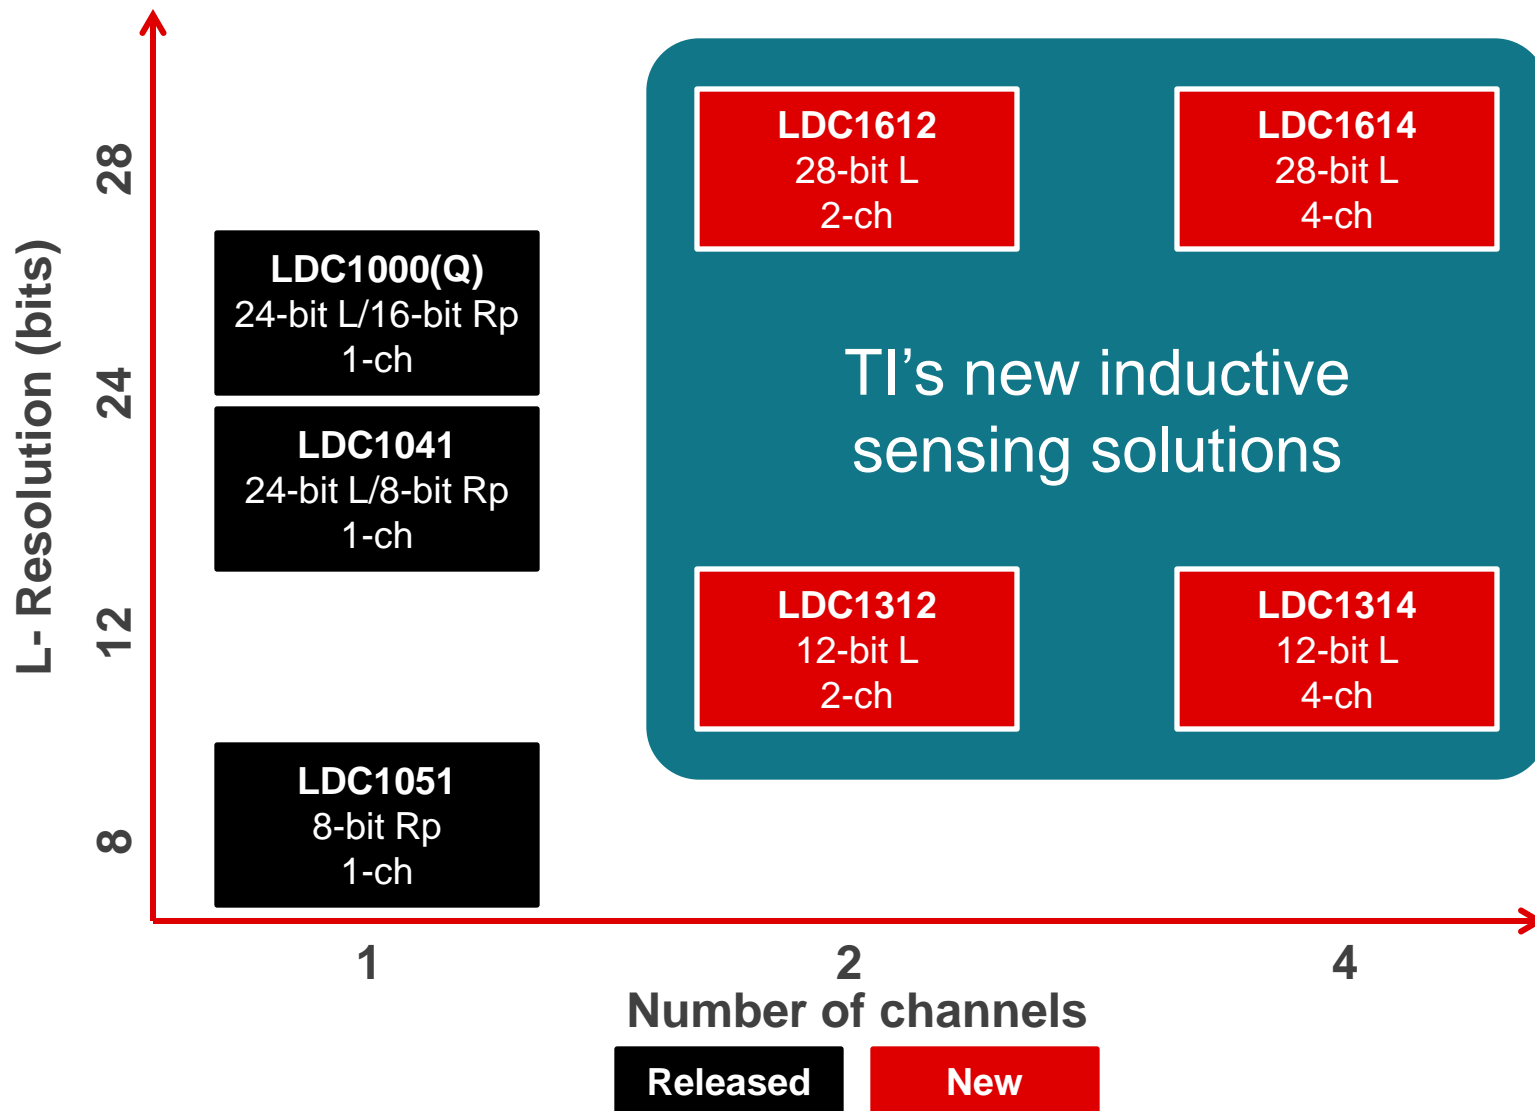 L- Resolution (bits)
28
24
12
8
LDC1000(Q)
24-bit L/16-bit Rp
1-ch
LDC1041
24-bit L/8-bit Rp
1-ch
LDC1051
8-bit Rp
1-ch
LDC1612
28-bit L
2-ch
LDC1614
28-bit L
4-ch
TI’s new inductive
sensing solutions
LDC1312
12-bit L
2-ch
LDC1314
12-bit L
4-ch
1
2
4
Number of channels
Released
New